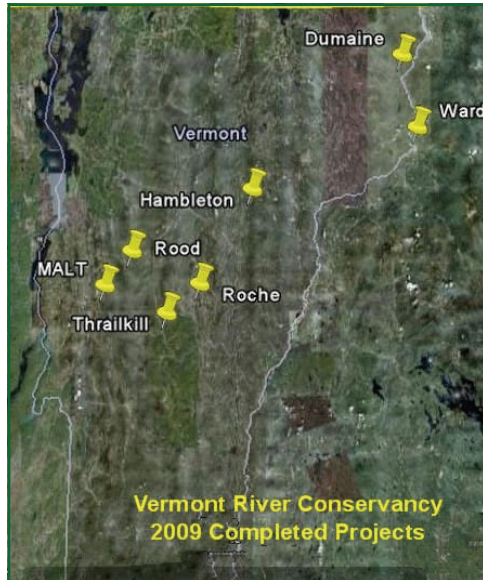 Dumaine
Ward
Vermont
Hambleton
Rood
MALT
Roche
Thrailkill
Vermont River Conservancy
2009 Completed Projects